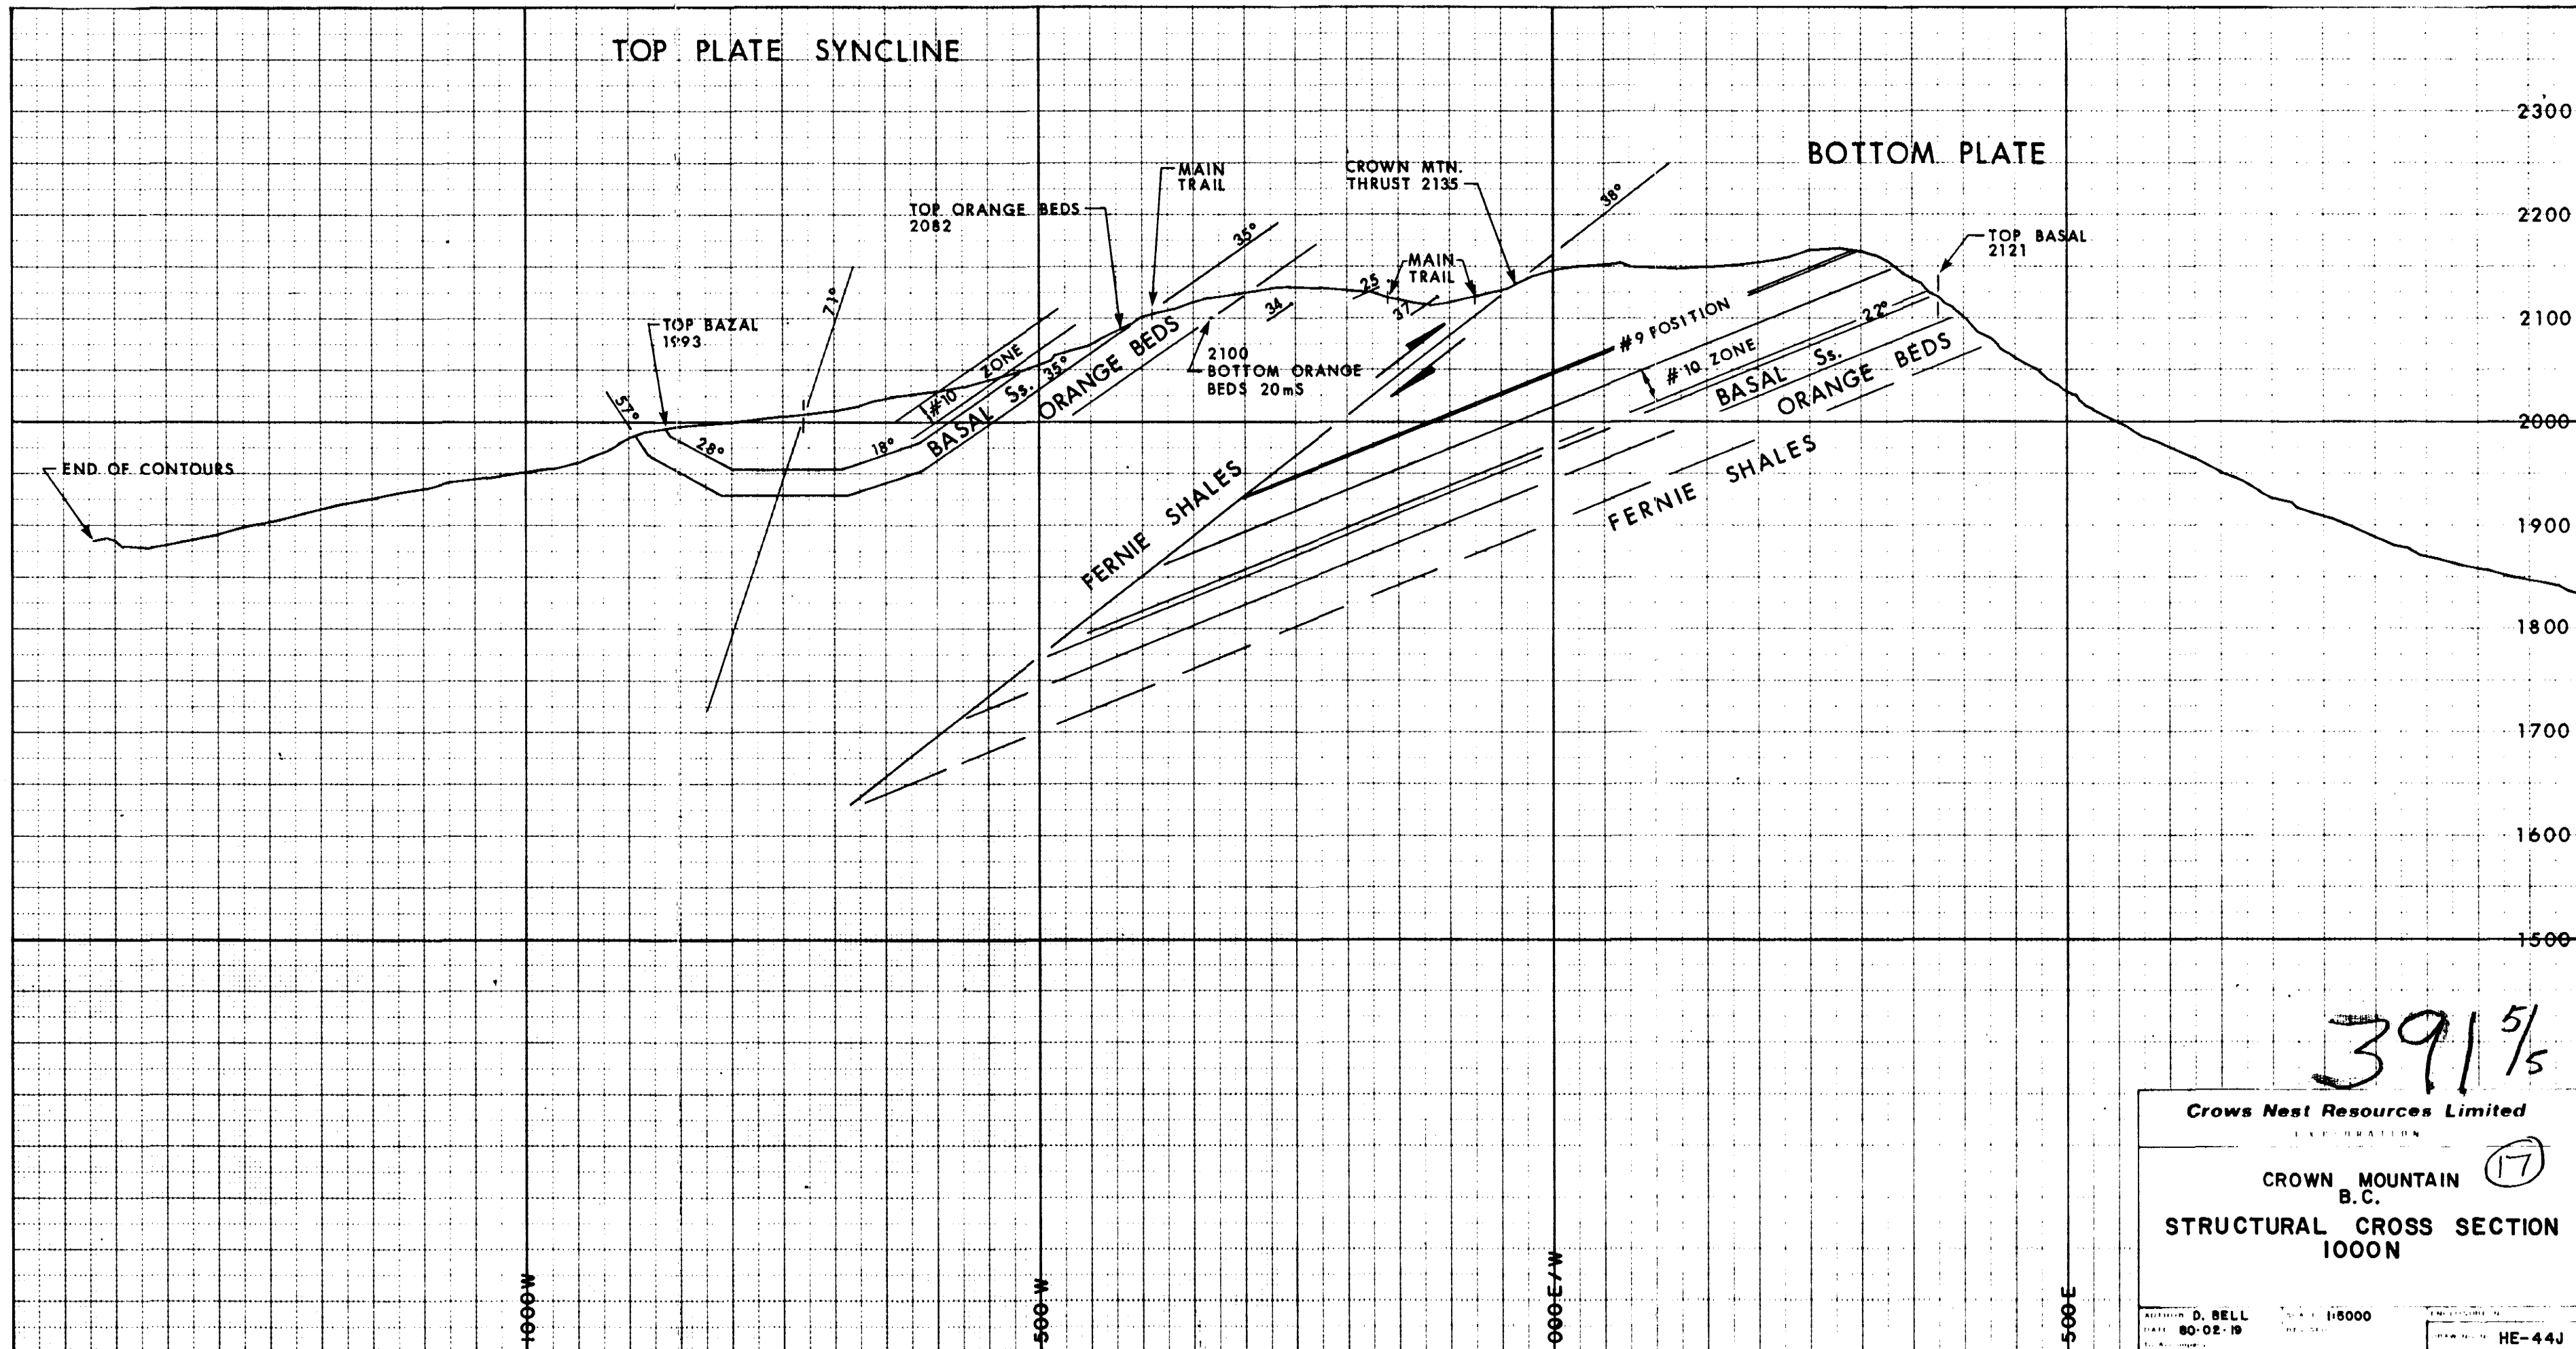 TOP PLATE SYNCLINE
BOTTOM PLATE
2300
2200
2100
2000
1900
1800
1700
1600
1500
MAIN
TRAIL
CROWN MTN.
THRUST 2135
38°
TOP ORANGE BEDS
2082
35°
TOP BASAL
2121
MAIN
TRAIL
25
37
34
71°
TOP BAZAL
1993
57°
28°
18°
#10 ZONE
BASAL Ss. 35°
ORANGE BEDS
2100
BOTTOM ORANGE
BEDS 20mS
END OF CONTOURS
#9 POSITION
#10 ZONE
22°
BASAL Ss.
ORANGE BEDS
FERNIE SHALES
FERNIE SHALES
1000W
500W
000E/W
500E
391 5/5
Crows Nest Resources Limited
EXPLORATION
17
CROWN MOUNTAIN
B.C.
STRUCTURAL CROSS SECTION
1000N
AUTHOR D. BELL
SCALE 1:5000
DATE 80-02-19
HE-44J